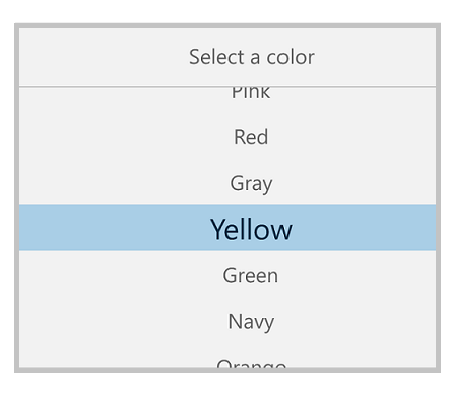 Select a color
Pink
Red
Gray
Yellow
Green
Navy
Orange